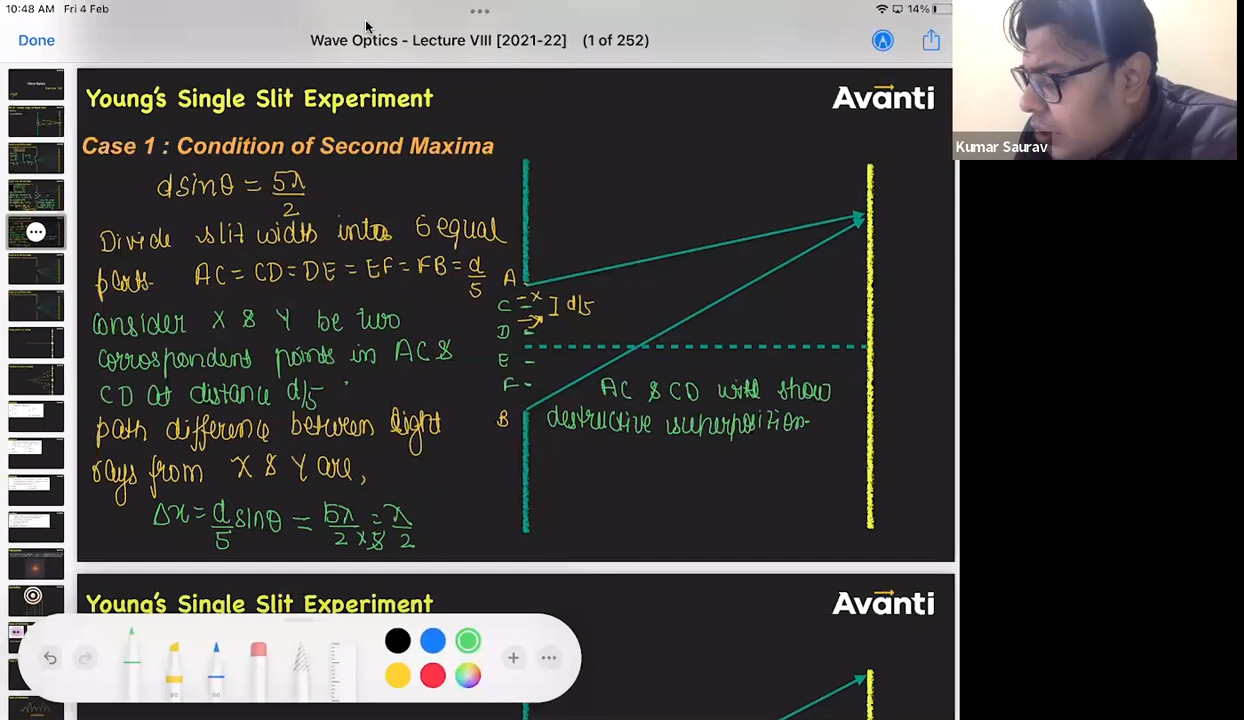 10:48 AM Fri 4 Feb
14%
Done
Wave Optics - Lecture VIII [2021-22] (1 of 252)
Kumar Saurav
Young's Single Slit Experiment
Avanti
Case 1 : Condition of Second Maxima
dsinθ = 5λ/2
Divide slit width into 5 equal
parts. AC = CD = DE = EF = FB = d/5
Consider X & Y be two
correspondent points in AC &
CD at distance d/5
path difference between light
rays from X & Y are,
Δx = d/5 sinθ = 5λ/2×5 = λ/2
A
C
x
] d/5
D
E
F
B
AC & CD with show
destructive superposition.
Young's Single Slit Experiment
Avanti